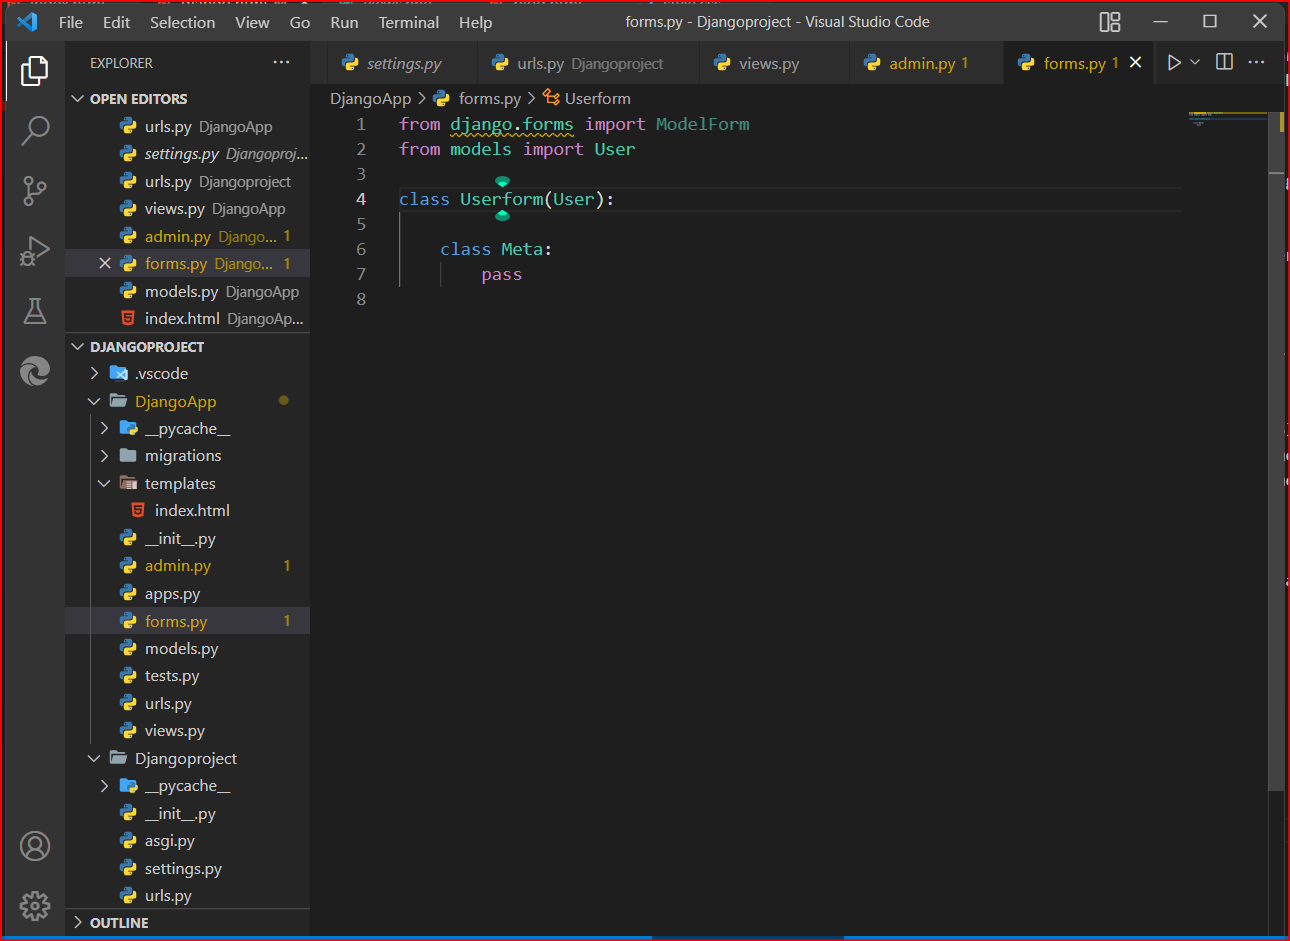 File Edit Selection View Go Run Terminal Help forms.py - Djangoproject - Visual Studio Code
EXPLORER ···
settings.py urls.py Djangoproject views.py admin.py 1 forms.py 1
OPEN EDITORS
urls.py DjangoApp
settings.py Djangoproj...
urls.py Djangoproject
views.py DjangoApp
admin.py Django... 1
forms.py Django... 1
models.py DjangoApp
index.html DjangoAp...
DJANGOPROJECT
.vscode
DjangoApp
__pycache__
migrations
templates
index.html
__init__.py
admin.py 1
apps.py
forms.py 1
models.py
tests.py
urls.py
views.py
Djangoproject
__pycache__
__init__.py
asgi.py
settings.py
urls.py
OUTLINE
DjangoApp > forms.py > Userform
1 from django.forms import ModelForm
2 from models import User
3
4 class Userform(User):
5
6 class Meta:
7 pass
8